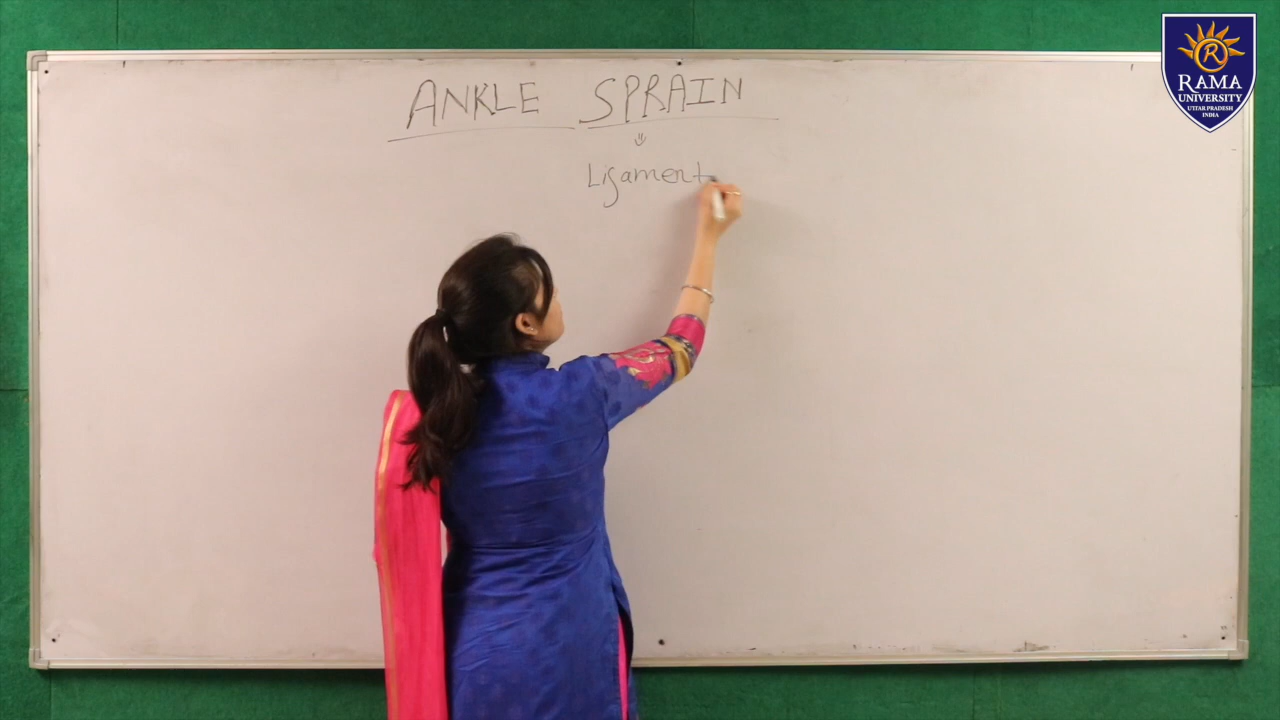 ANKLE SPRAIN
Ligament
RAMA
UNIVERSITY
UTTAR PRADESH
INDIA